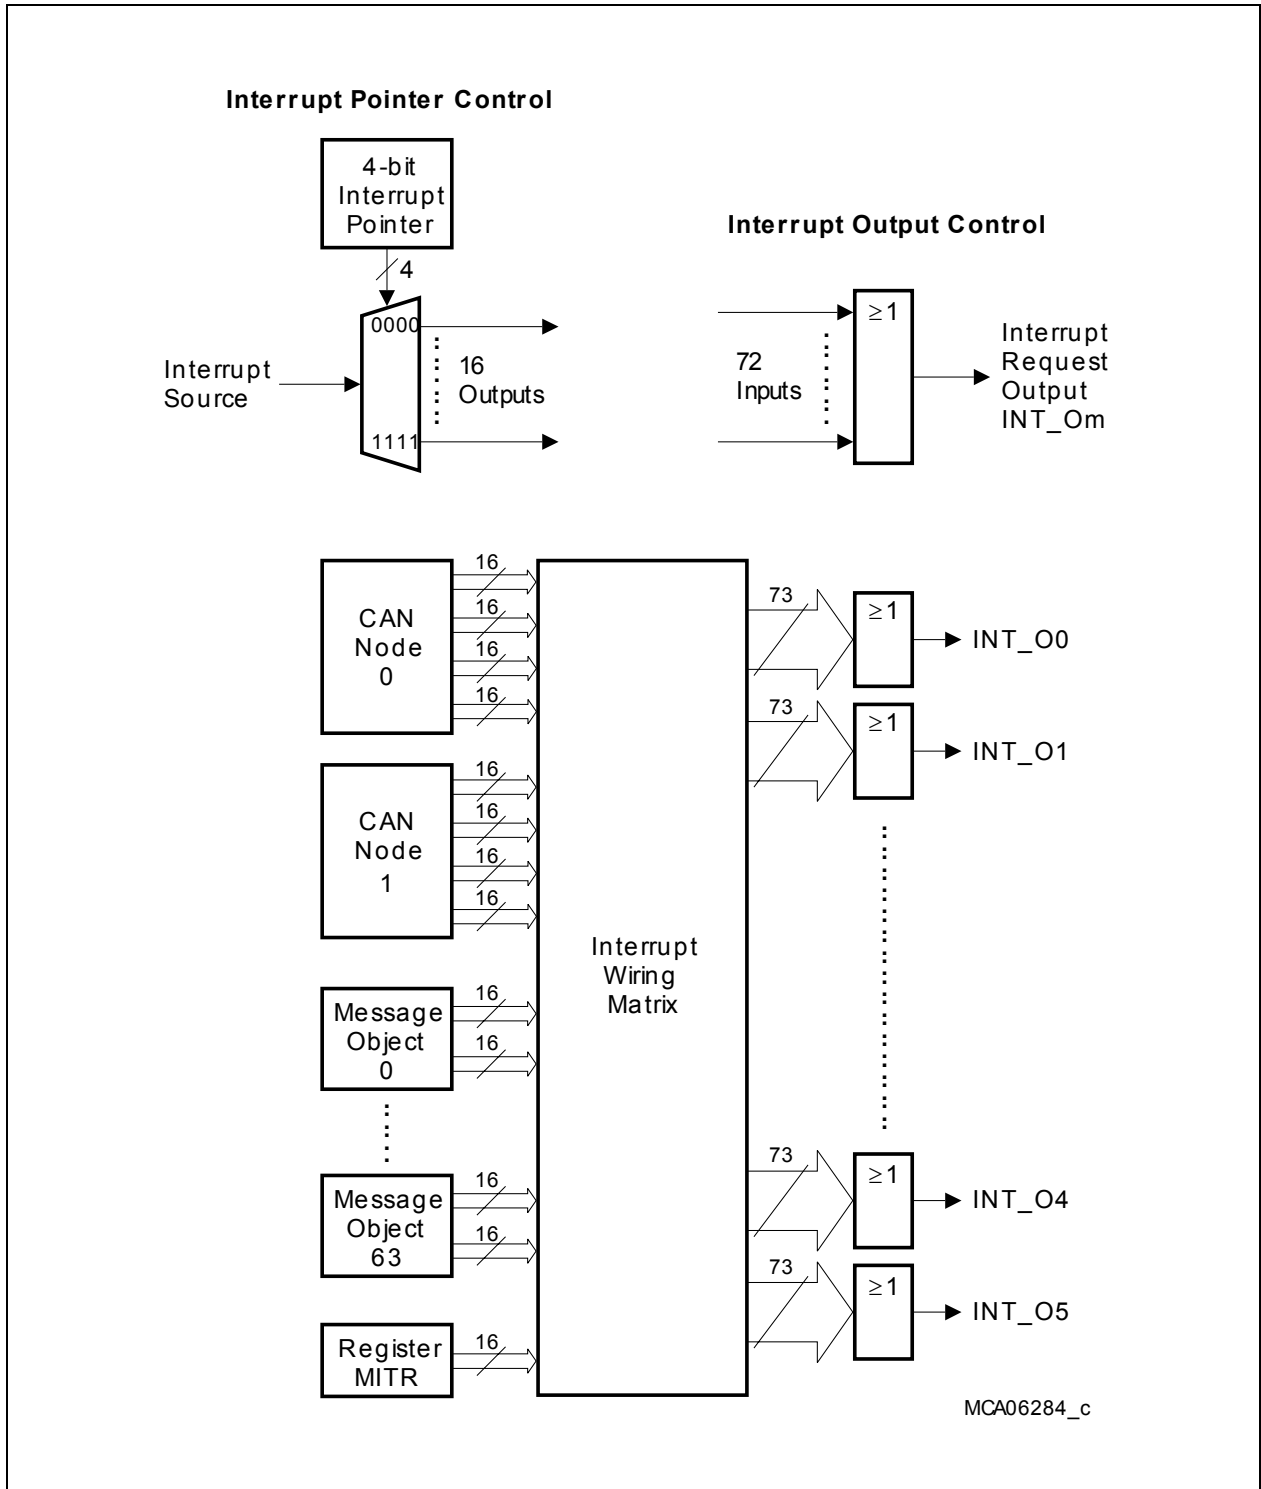 Interrupt Pointer Control
4-bit
Interrupt
Pointer
4
Interrupt Output Control
0000
1111
Interrupt
Source
16
Outputs
72
Inputs
≥1
Interrupt
Request
Output
INT_Om
CAN
Node
0
16
16
16
16
CAN
Node
1
16
16
16
16
Message
Object
0
16
16
Message
Object
63
16
16
Register
MITR
16
Interrupt
Wiring
Matrix
73
≥1
INT_O0
73
≥1
INT_O1
73
≥1
INT_O4
73
≥1
INT_O5
MCA06284_c